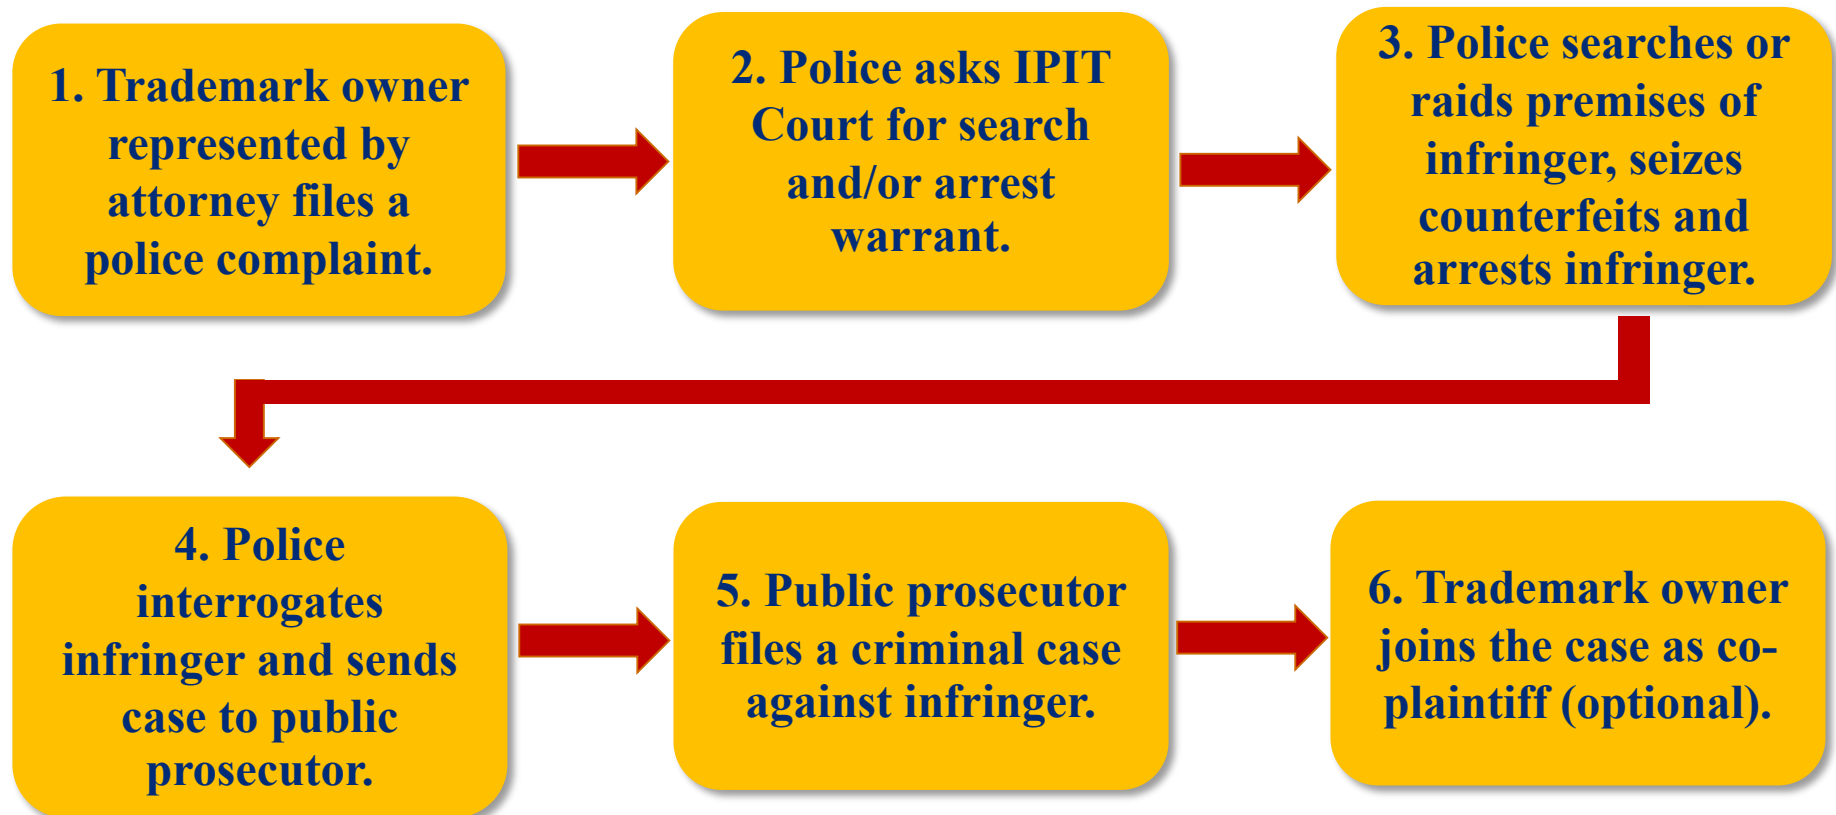 1. Trademark owner
represented by
attorney files a
police complaint.
2. Police asks IPIT
Court for search
and/or arrest
warrant.
3. Police searches or
raids premises of
infringer, seizes
counterfeits and
arrests infringer.
4. Police
interrogates
infringer and sends
case to public
prosecutor.
5. Public prosecutor
files a criminal case
against infringer.
6. Trademark owner
joins the case as co-
plaintiff (optional).